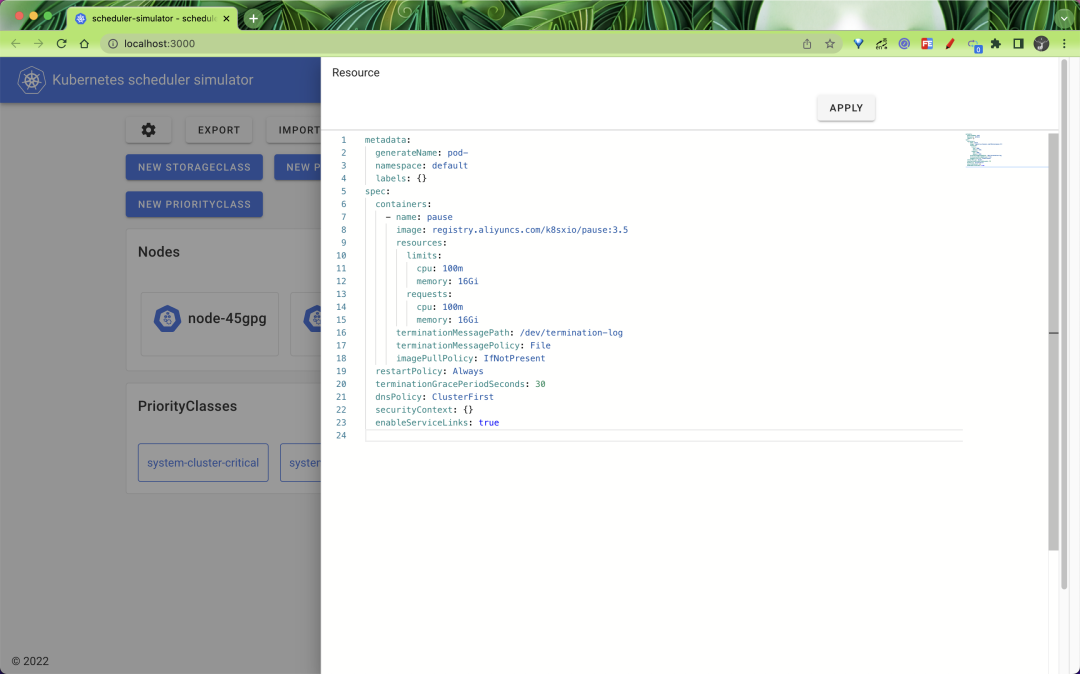 scheduler-simulator - schedul
localhost:3000
Kubernetes scheduler simulator
Resource
APPLY
EXPORT
IMPORT
NEW STORAGECLASS
NEW P
NEW PRIORITYCLASS
Nodes
node-45gpg
PriorityClasses
system-cluster-critical
system
© 2022
1 metadata:
2 generateName: pod-
3 namespace: default
4 labels: {}
5 spec:
6 containers:
7 - name: pause
8 image: registry.aliyuncs.com/k8sxio/pause:3.5
9 resources:
10 limits:
11 cpu: 100m
12 memory: 16Gi
13 requests:
14 cpu: 100m
15 memory: 16Gi
16 terminationMessagePath: /dev/termination-log
17 terminationMessagePolicy: File
18 imagePullPolicy: IfNotPresent
19 restartPolicy: Always
20 terminationGracePeriodSeconds: 30
21 dnsPolicy: ClusterFirst
22 securityContext: {}
23 enableServiceLinks: true
24